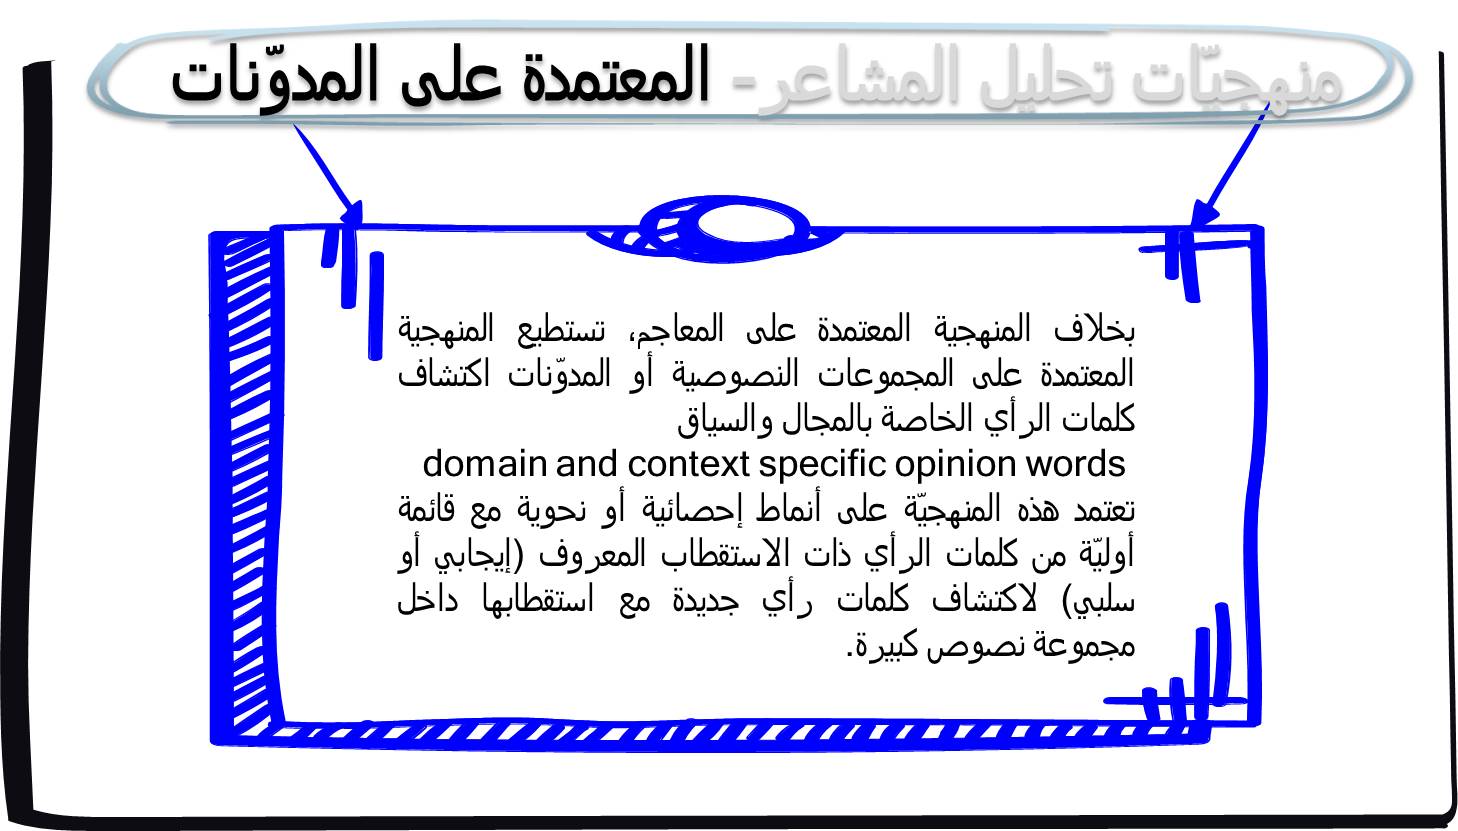 منهجيّات تحليل المشاعر- المعتمدة على المدوّنات
بخلاف المنهجية المعتمدة على المعاجم، تستطيع المنهجية
المعتمدة على المجموعات النصوصية أو المدوّنات اكتشاف
كلمات الرأي الخاصة بالمجال والسياق
domain and context specific opinion words
تعتمد هذه المنهجيّة على أنماط إحصائية أو نحوية مع قائمة
أوليّة من كلمات الرأي ذات الاستقطاب المعروف (إيجابي أو
سلبي) لاكتشاف كلمات رأي جديدة مع استقطابها داخل
مجموعة نصوص كبيرة.